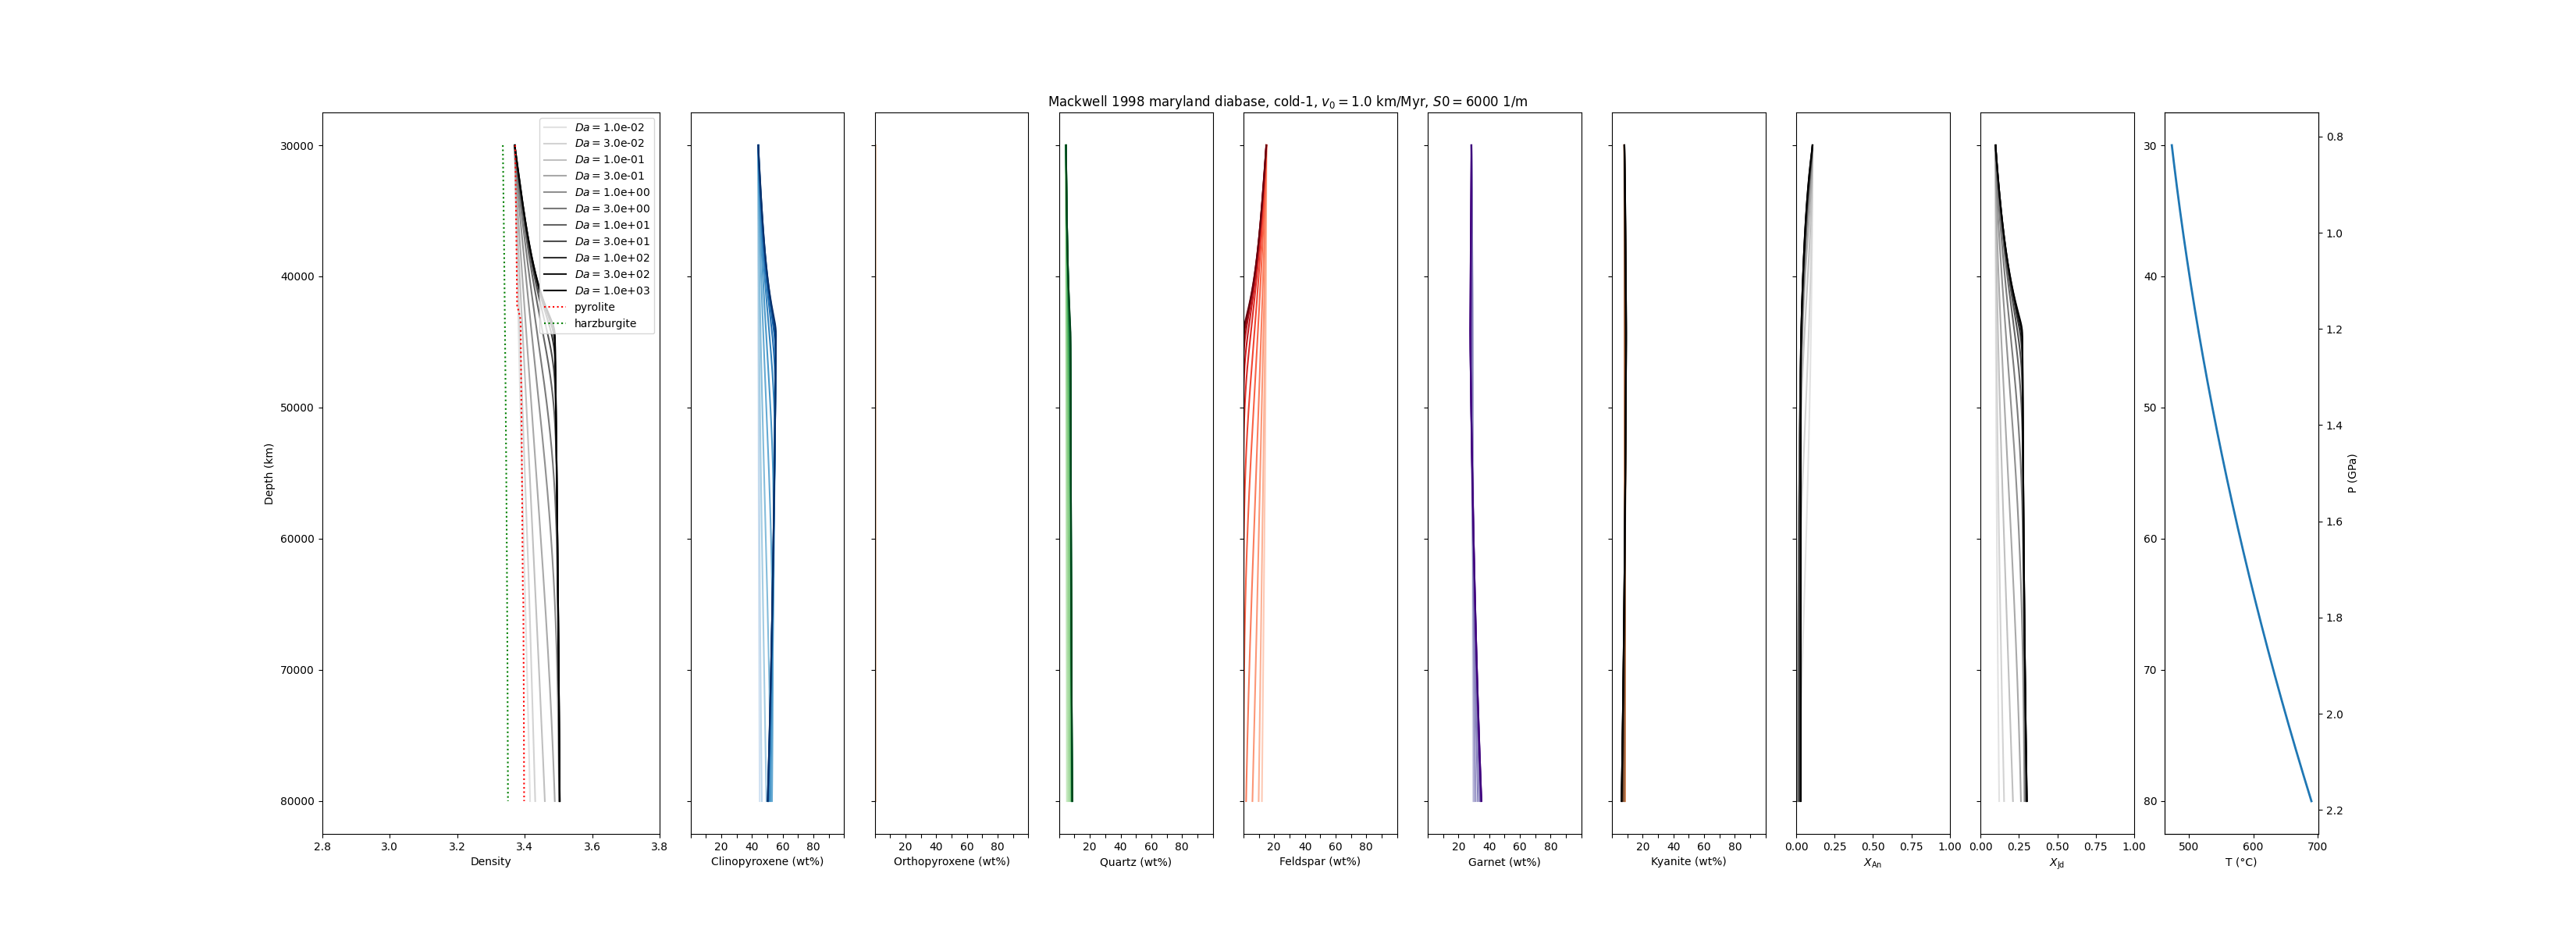 Mackwell 1998 maryland diabase, cold-1, v₀ = 1.0 km/Myr, S0 = 6000 1/m
Da = 1.0e-02
Da = 3.0e-02
Da = 1.0e-01
Da = 3.0e-01
Da = 1.0e+00
Da = 3.0e+00
Da = 1.0e+01
Da = 3.0e+01
Da = 1.0e+02
Da = 3.0e+02
Da = 1.0e+03
pyrolite
harzburgite
30000
40000
50000
60000
70000
80000
Depth (km)
2.8 3.0 3.2 3.4 3.6 3.8
Density
20 40 60 80
Clinopyroxene (wt%)
20 40 60 80
Orthopyroxene (wt%)
20 40 60 80
Quartz (wt%)
20 40 60 80
Feldspar (wt%)
20 40 60 80
Garnet (wt%)
20 40 60 80
Kyanite (wt%)
0.00 0.25 0.50 0.75 1.00
X_An
0.00 0.25 0.50 0.75 1.00
X_Jd
30
40
50
60
70
80
500 600 700
T (°C)
0.8
1.0
1.2
1.4
1.6
1.8
2.0
2.2
P (GPa)